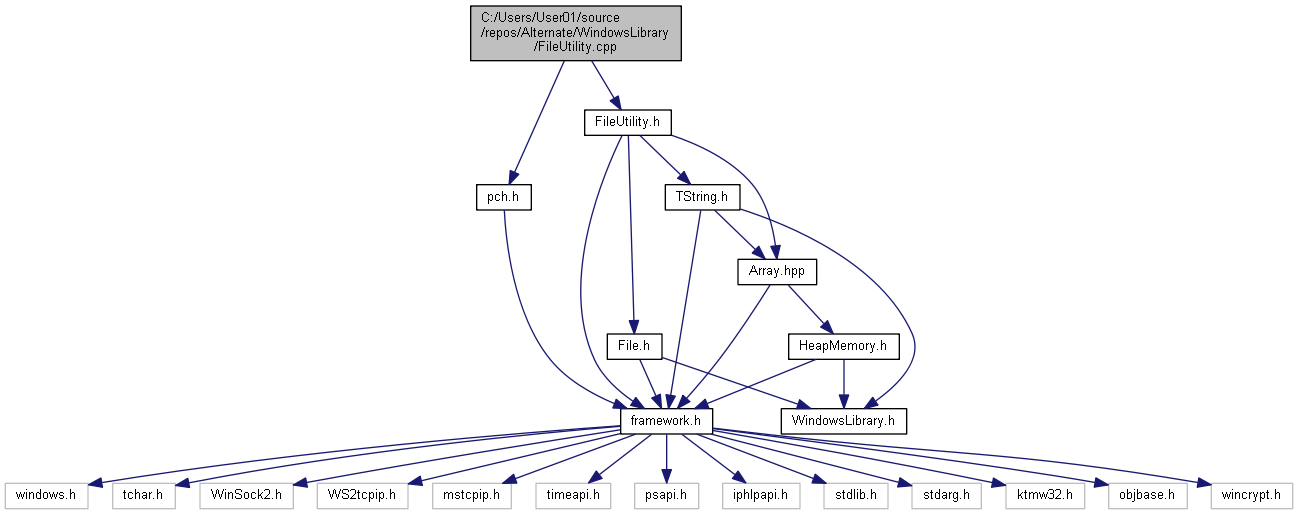 C:/Users/User01/source
/repos/Alternate/WindowsLibrary
/FileUtility.cpp
FileUtility.h
pch.h
TString.h
Array.hpp
File.h
HeapMemory.h
framework.h
WindowsLibrary.h
windows.h
tchar.h
WinSock2.h
WS2tcpip.h
mstcpip.h
timeapi.h
psapi.h
iphlpapi.h
stdlib.h
stdarg.h
ktmw32.h
objbase.h
wincrypt.h